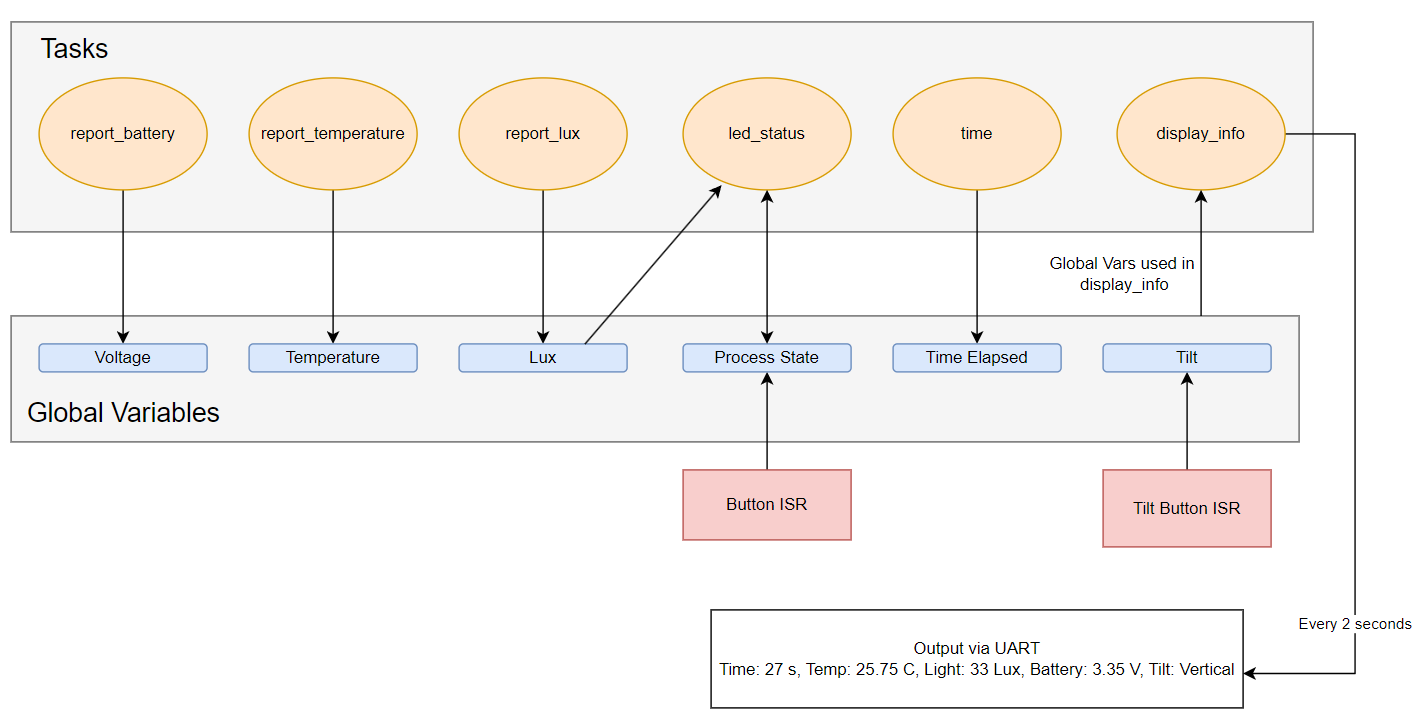 Tasks
report_battery
report_temperature
report_lux
led_status
time
display_info
Global Vars used in
display_info
Voltage
Temperature
Lux
Process State
Time Elapsed
Tilt
Global Variables
Button ISR
Tilt Button ISR
Every 2 seconds
Output via UART
Time: 27 s, Temp: 25.75 C, Light: 33 Lux, Battery: 3.35 V, Tilt: Vertical